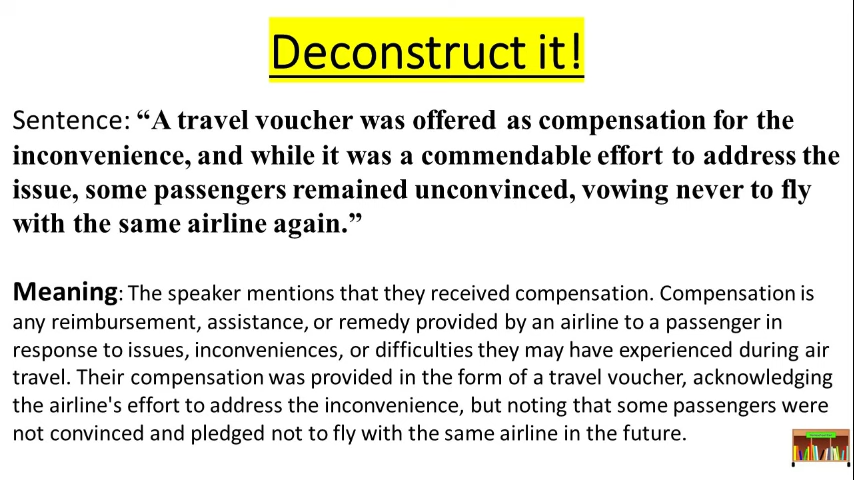 Deconstruct it!
Sentence: “A travel voucher was offered as compensation for the
inconvenience, and while it was a commendable effort to address the
issue, some passengers remained unconvinced, vowing never to fly
with the same airline again.”
Meaning: The speaker mentions that they received compensation. Compensation is
any reimbursement, assistance, or remedy provided by an airline to a passenger in
response to issues, inconveniences, or difficulties they may have experienced during air
travel. Their compensation was provided in the form of a travel voucher, acknowledging
the airline's effort to address the inconvenience, but noting that some passengers were
not convinced and pledged not to fly with the same airline in the future.